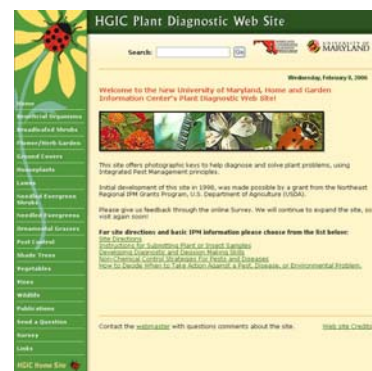 HGIC Plant Diagnostic Web Site
Search: Go
UNIVERSITY OF
MARYLAND
Wednesday, February 8, 2006
Welcome to the New University of Maryland, Home and Garden
Information Center's Plant Diagnostic Web Site!
This site offers photographic keys to help diagnose and solve plant problems, using
Integrated Pest Management principles.
Initial development of this site in 1998, was made possible by a grant from the Northeast
Regional IPM Grants Program, U.S. Department of Agriculture (USDA).
Please give us feedback through the online Survey. We will continue to expand the site, so
visit again soon!
For site directions and basic IPM information please choose from the list below:
Site Directions
Instructions for Submitting Plant or Insect Samples
Developing Diagnostic and Decision Making Skills
Non-Chemical Control Strategies For Pests and Diseases
How to Decide When to Take Action Against a Pest, Disease, or Environmental Problem.
Contact the webmaster with questions comments about the site.
Web site Credits
Home
Beneficial Organisms
Broadleafed Shrubs
Flower/Herb Garden
Ground Covers
Houseplants
Lawns
Needled Evergreen
Shrubs
Needled Evergreens
Ornamental Grasses
Pest Control
Shade Trees
Vegetables
Vines
Wildlife
Publications
Send a Question
Survey
Links
HGIC Home Site